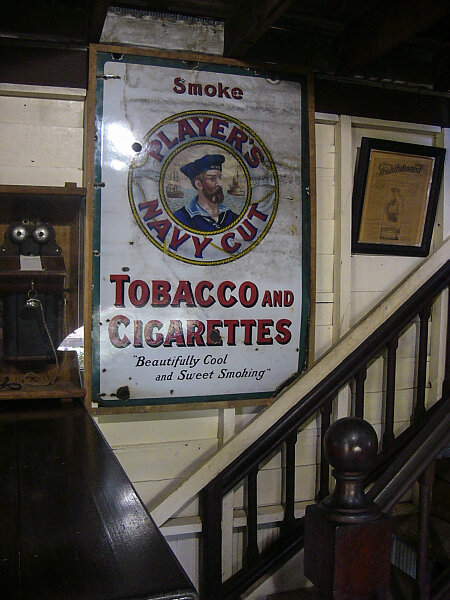 Smoke
PLAYER'S
NAVY CUT
TOBACCO AND
CIGARETTES
"Beautifully Cool
and Sweet Smoking"